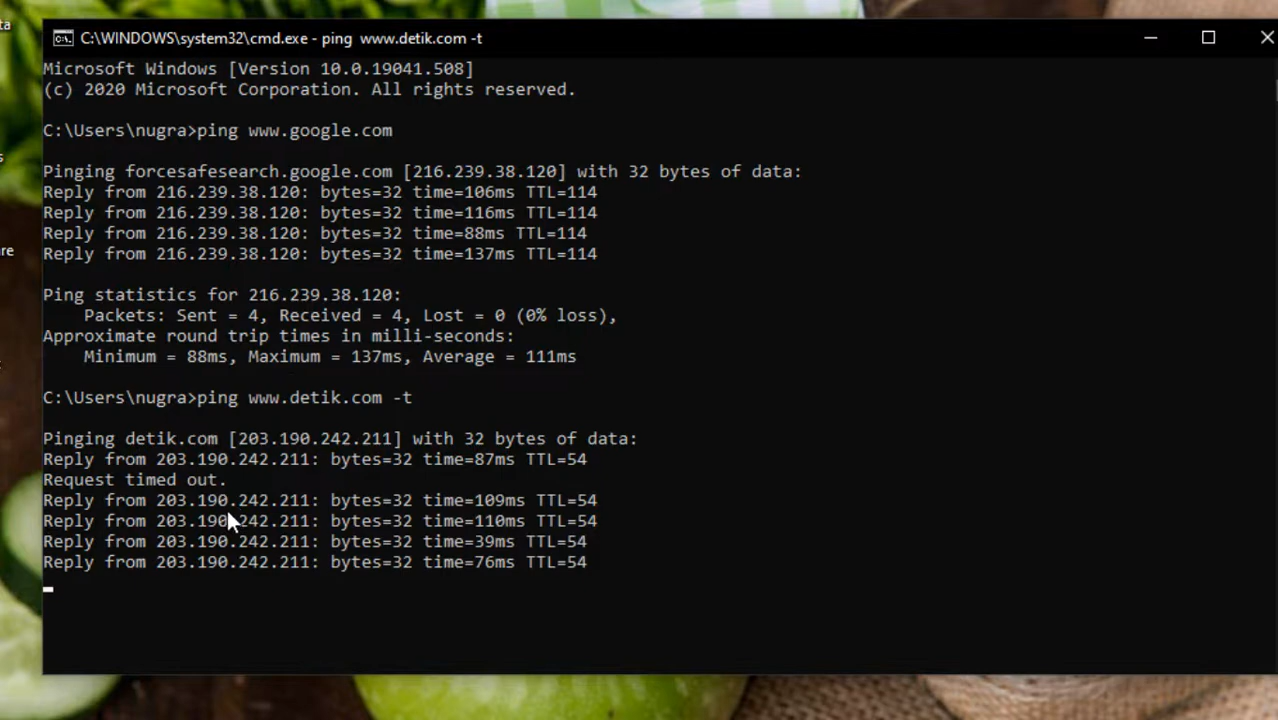 ta
C:\WINDOWS\system32\cmd.exe - ping www.detik.com -t
Microsoft Windows [Version 10.0.19041.508]
(c) 2020 Microsoft Corporation. All rights reserved.
C:\Users\nugra>ping www.google.com
s
Pinging forcesafesearch.google.com [216.239.38.120] with 32 bytes of data:
Reply from 216.239.38.120: bytes=32 time=106ms TTL=114
Reply from 216.239.38.120: bytes=32 time=116ms TTL=114
Reply from 216.239.38.120: bytes=32 time=88ms TTL=114
re
Reply from 216.239.38.120: bytes=32 time=137ms TTL=114
Ping statistics for 216.239.38.120:
Packets: Sent = 4, Received = 4, Lost = 0 (0% loss),
Approximate round trip times in milli-seconds:
Minimum = 88ms, Maximum = 137ms, Average = 111ms
C:\Users\nugra>ping www.detik.com -t
Pinging detik.com [203.190.242.211] with 32 bytes of data:
Reply from 203.190.242.211: bytes=32 time=87ms TTL=54
Request timed out.
Reply from 203.190.242.211: bytes=32 time=109ms TTL=54
Reply from 203.190.242.211: bytes=32 time=110ms TTL=54
Reply from 203.190.242.211: bytes=32 time=39ms TTL=54
Reply from 203.190.242.211: bytes=32 time=76ms TTL=54